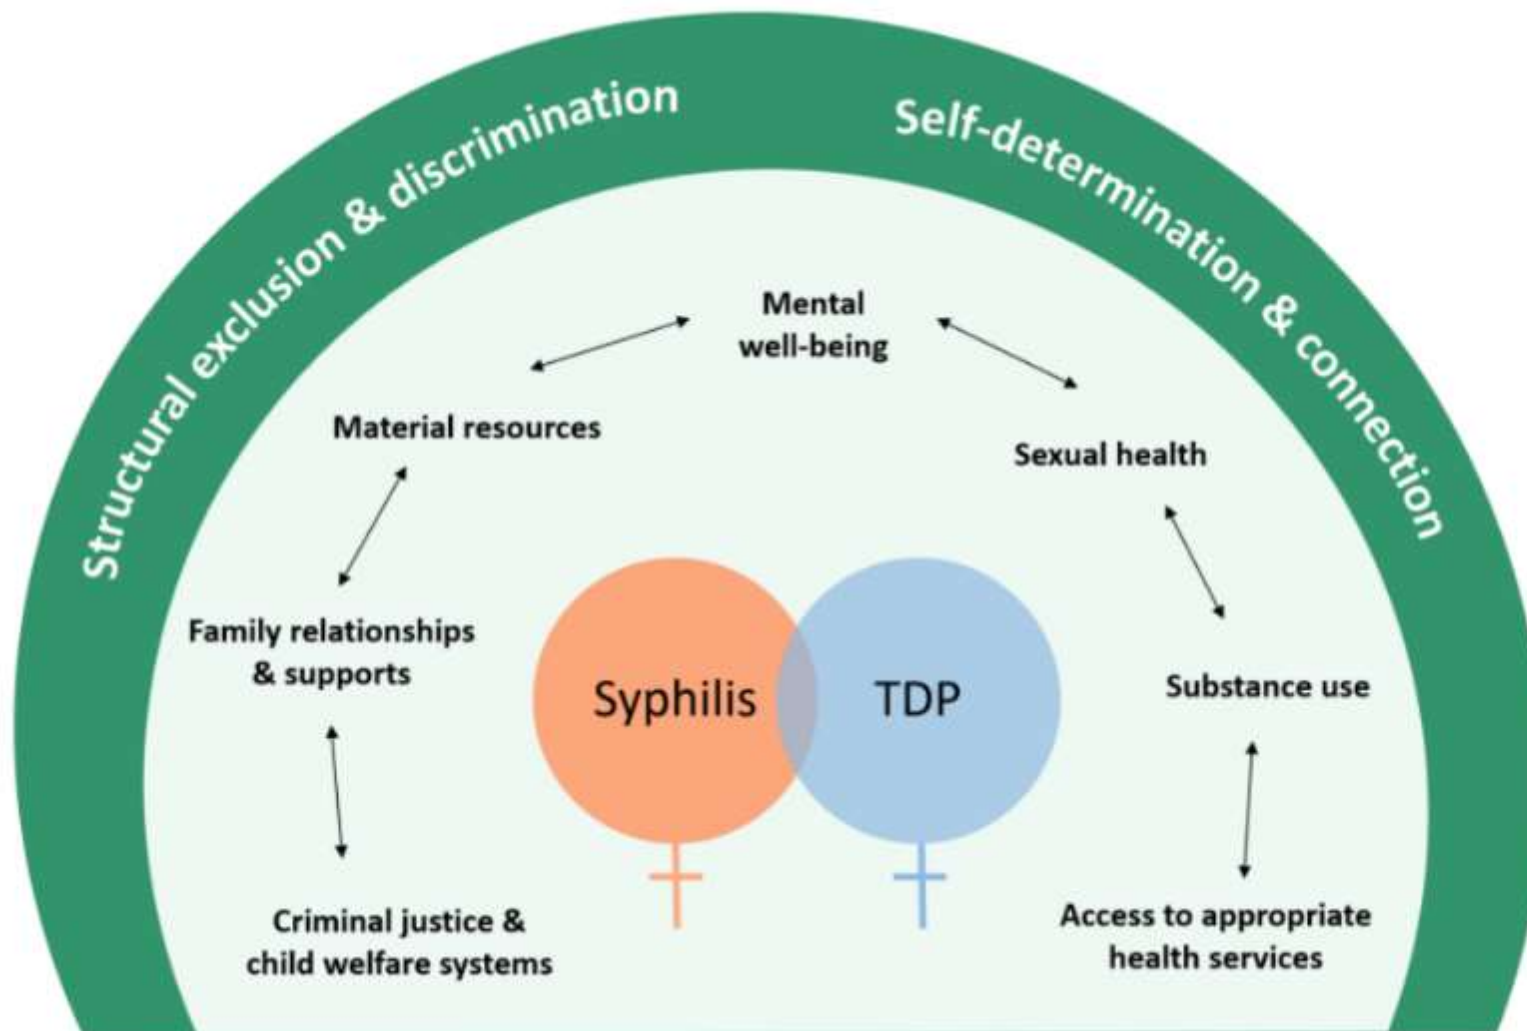 Structural exclusion & discrimination
Self-determination & connection
Mental
well-being
Material resources
Sexual health
Family relationships
& supports
Syphilis
TDP
Substance use
Criminal justice &
child welfare systems
Access to appropriate
health services